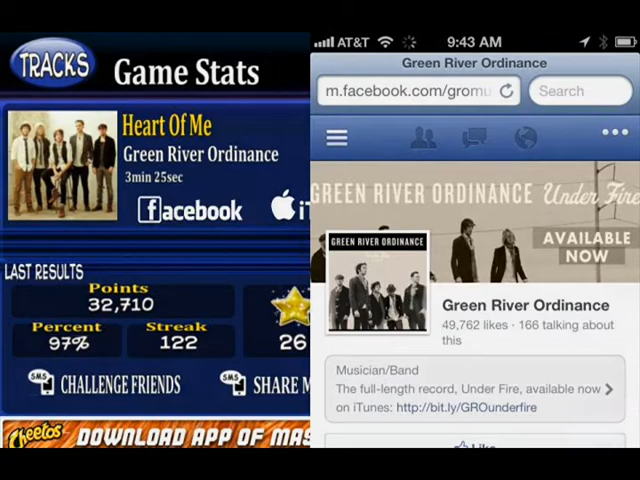 TRACKS
Game Stats
Heart Of Me
Green River Ordinance
3min 25sec
facebook
LAST RESULTS
Points
32,710
Percent
Streak
97%
122
26
CHALLENGE FRIENDS
SMS
SHARE M
SMS
Cheetos
DOWNLOAD APP OF MAS
AT&T
9:43 AM
Green River Ordinance
m.facebook.com/gromu
Search
GREEN RIVER ORDINANCE Under Fire
AVAILABLE
NOW
GREEN RIVER ORDINANCE
Green River Ordinance
49,762 likes · 166 talking about
this
Musician/Band
The full-length record, Under Fire, available now
on iTunes: http://bit.ly/GROunderfire
Like